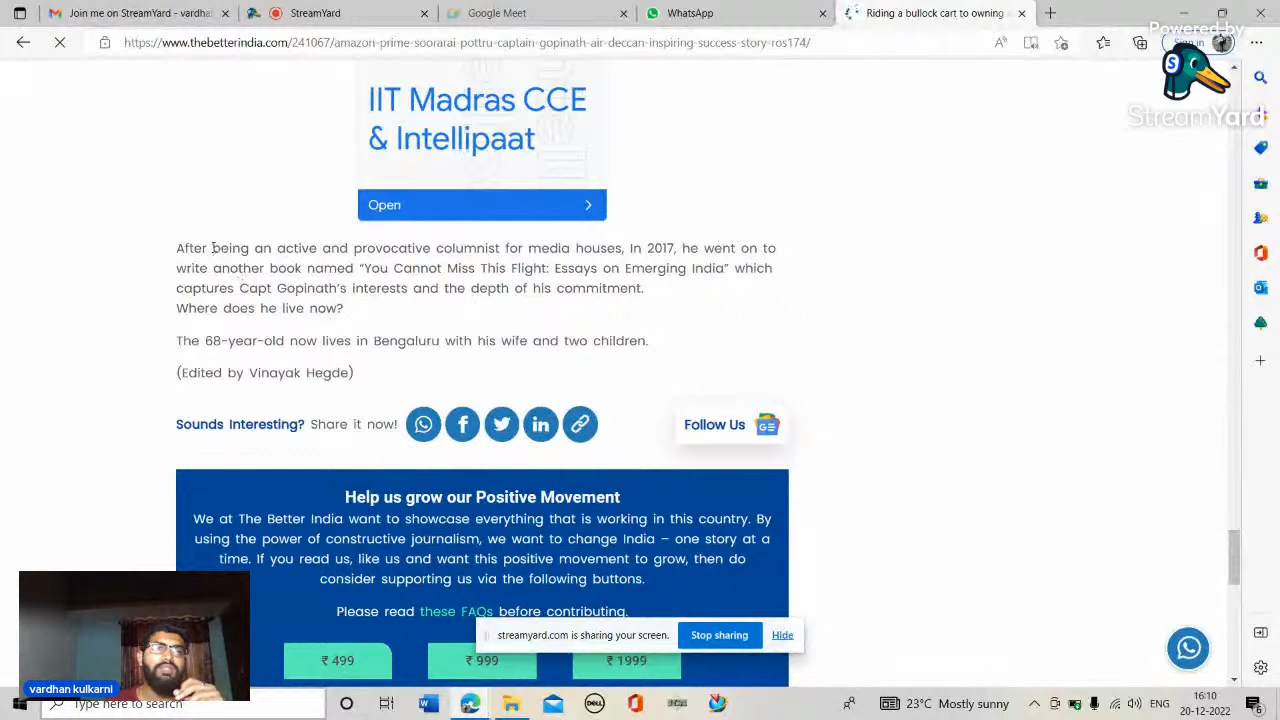 Join me on StreamYard
StreamYard
Google Meet
WhatsApp
Riding a bullock cart to owning
Powered by
https://www.thebetterindia.com/241067/amazon-prime-soorarai-pottru-captain-gopinath-air-deccan-inspiring-success-story-ros174/
Sign in
StreamYard
IIT Madras CCE
& Intellipaat
Open
After being an active and provocative columnist for media houses, In 2017, he went on to
write another book named “You Cannot Miss This Flight: Essays on Emerging India” which
captures Capt Gopinath’s interests and the depth of his commitment.
Where does he live now?
The 68-year-old now lives in Bengaluru with his wife and two children.
(Edited by Vinayak Hegde)
Sounds Interesting? Share it now!
Follow Us
GE
Help us grow our Positive Movement
We at The Better India want to showcase everything that is working in this country. By
using the power of constructive journalism, we want to change India – one story at a
time. If you read us, like us and want this positive movement to grow, then do
consider supporting us via the following buttons.
Please read these FAQs before contributing.
streamyard.com is sharing your screen.
Stop sharing
Hide
₹ 499
₹ 999
₹ 1999
vardhan kulkarni
Type here to search
DELL
23°C Mostly sunny
ENG
16:10
20-12-2022
6